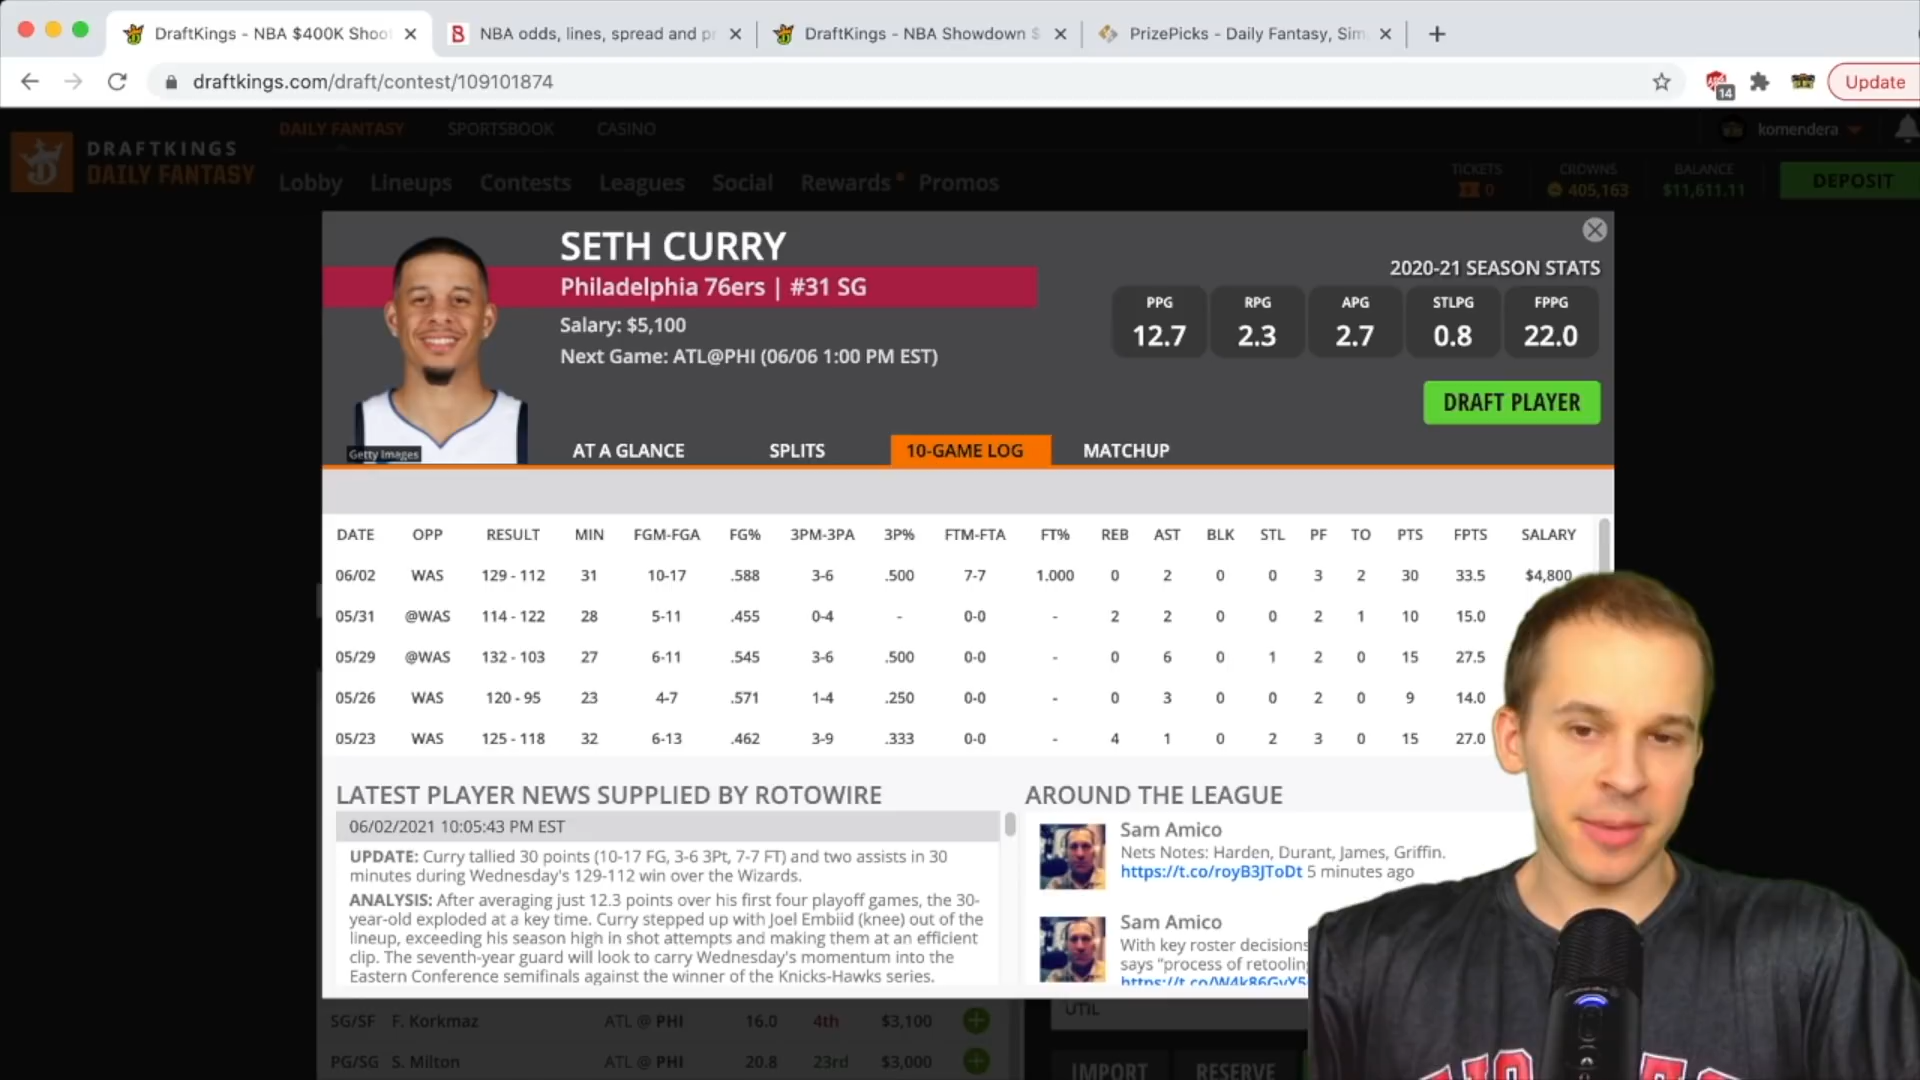 DraftKings - NBA $400K Shoo
NBA odds, lines, spread and p
DraftKings - NBA Showdown $
PrizePicks - Daily Fantasy, Sim
draftkings.com/draft/contest/109101874
14
Update
DRAFTKINGS
DAILY FANTASY
DAILY FANTASY SPORTSBOOK CASINO
komendera
Lobby Lineups Contests Leagues Social Rewards Promos
TICKETS
0
CROWNS
405,163
BALANCE
$11,611.11
DEPOSIT
SETH CURRY
Philadelphia 76ers | #31 SG
Salary: $5,100
Next Game: ATL@PHI (06/06 1:00 PM EST)
Getty Images
2020-21 SEASON STATS
PPG RPG APG STLPG FPPG
12.7 2.3 2.7 0.8 22.0
DRAFT PLAYER
AT A GLANCE SPLITS 10-GAME LOG MATCHUP
DATE OPP RESULT MIN FGM-FGA FG% 3PM-3PA 3P% FTM-FTA FT% REB AST BLK STL PF TO PTS FPTS SALARY
06/02 WAS 129 - 112 31 10-17 .588 3-6 .500 7-7 1.000 0 2 0 0 3 2 30 33.5 $4,800
05/31 @WAS 114 - 122 28 5-11 .455 0-4 - 0-0 - 2 2 0 0 2 1 10 15.0
05/29 @WAS 132 - 103 27 6-11 .545 3-6 .500 0-0 - 0 6 0 1 2 0 15 27.5
05/26 WAS 120 - 95 23 4-7 .571 1-4 .250 0-0 - 0 3 0 0 2 0 9 14.0
05/23 WAS 125 - 118 32 6-13 .462 3-9 .333 0-0 - 4 1 0 2 3 0 15 27.0
LATEST PLAYER NEWS SUPPLIED BY ROTOWIRE
06/02/2021 10:05:43 PM EST
UPDATE: Curry tallied 30 points (10-17 FG, 3-6 3Pt, 7-7 FT) and two assists in 30
minutes during Wednesday's 129-112 win over the Wizards.
ANALYSIS: After averaging just 12.3 points over his first four playoff games, the 30-
year-old exploded at a key time. Curry stepped up with Joel Embiid (knee) out of the
lineup, exceeding his season high in shot attempts and making them at an efficient
clip. The seventh-year guard will look to carry Wednesday's momentum into the
Eastern Conference semifinals against the winner of the Knicks-Hawks series.
AROUND THE LEAGUE
Sam Amico
Nets Notes: Harden, Durant, James, Griffin.
https://t.co/royB3JToDt 5 minutes ago
Sam Amico
With key roster decisions
says "process of retooling
SG/SF F. Korkmaz ATL @ PHI 16.0 4th $3,100
PG/SG S. Milton ATL @ PHI 20.8 23rd $3,000
UTIL
IMPORT RESERVE